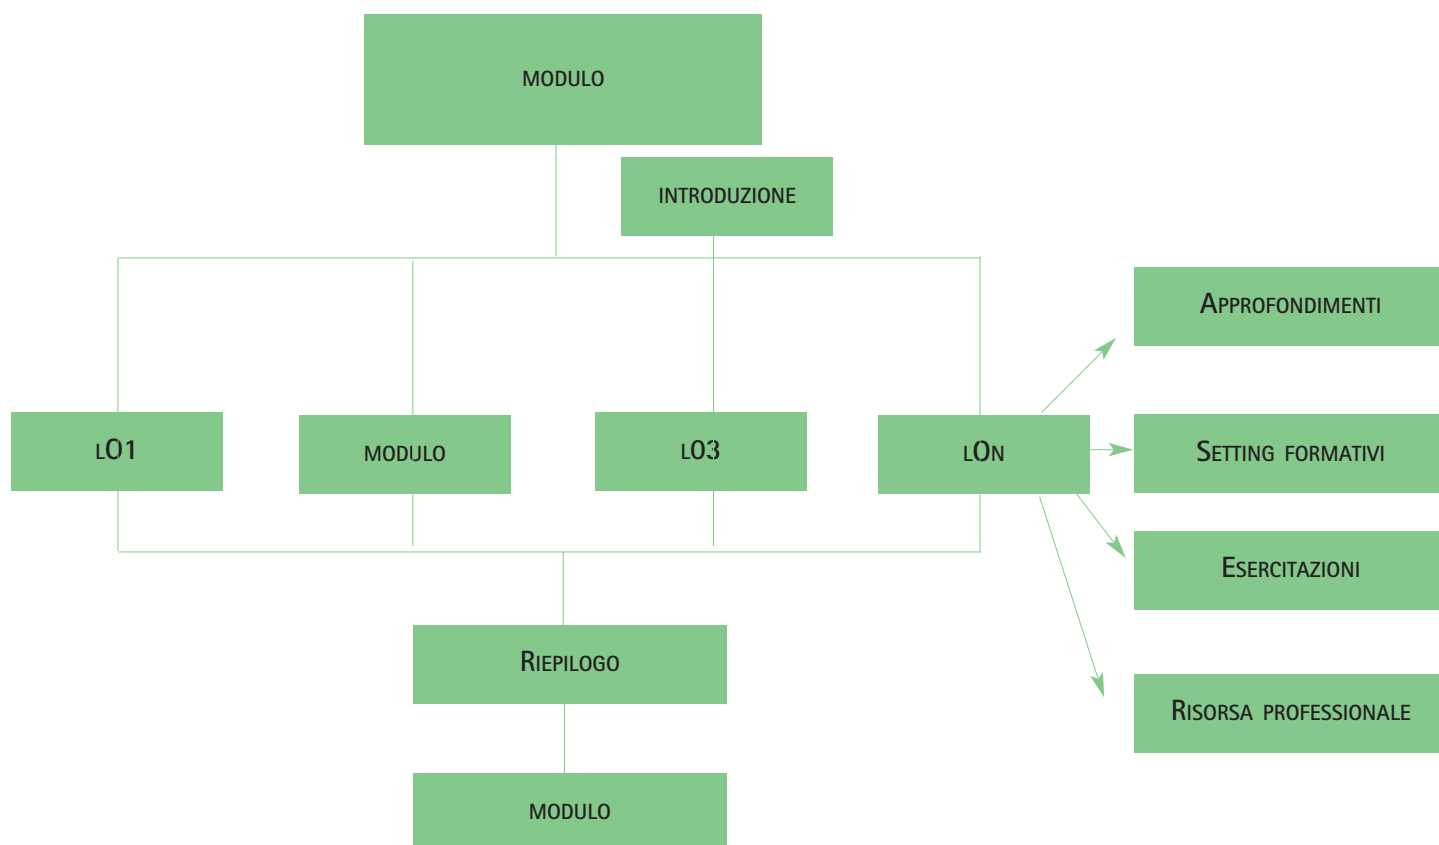 MODULO
INTRODUZIONE
APPROFONDIMENTI
LO1
MODULO
LO3
LON
SETTING FORMATIVI
ESERCITAZIONI
RIEPILOGO
RISORSA PROFESSIONALE
MODULO